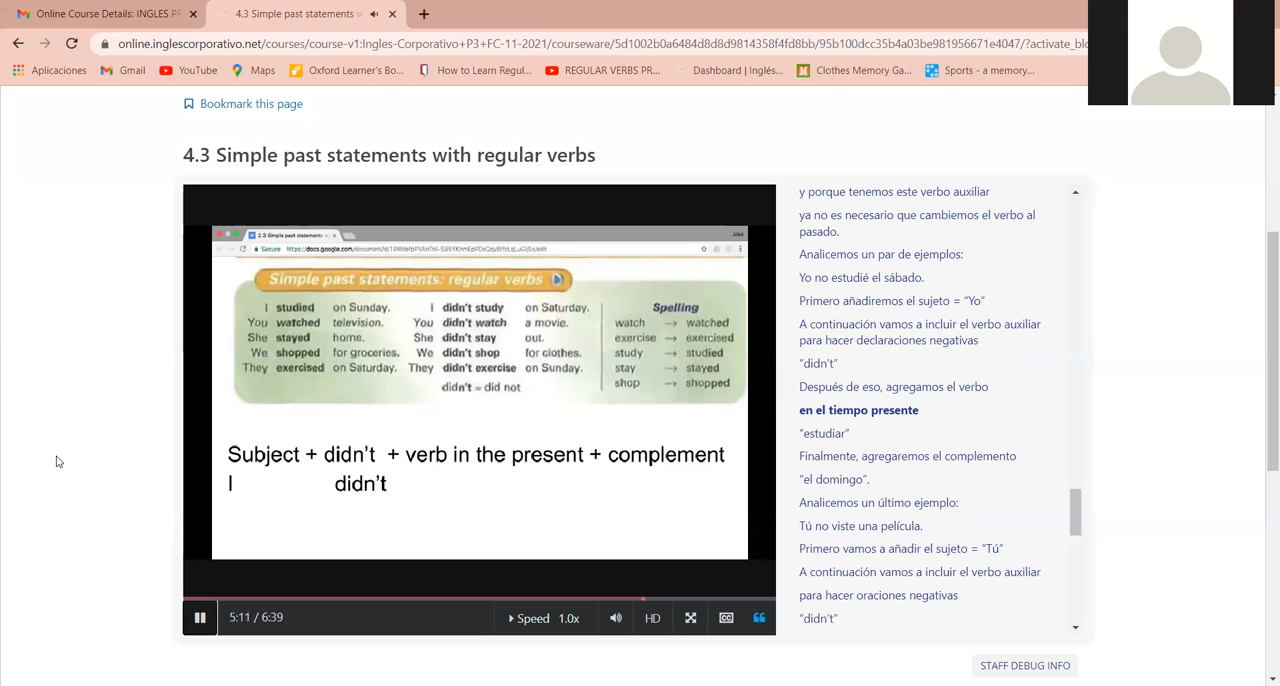 Online Course Details: INGLES P
4.3 Simple past statements
online.inglescorporativo.net/courses/course-v1:Ingles-Corporativo+P3+FC-11-2021/courseware/5d1002b0a6484d8d8d9814358f4fd8bb/95b100dcc35b4a03be981956671e4047/?activate_blo
Aplicaciones
Gmail
YouTube
Maps
Oxford Learner's Bo...
How to Learn Regul...
REGULAR VERBS PR...
Dashboard | Inglés...
Clothes Memory Ga...
Sports - a memory...
Bookmark this page
4.3 Simple past statements with regular verbs
2.3 Simple past statements
Secure
Simple past statements: regular verbs
I studied on Sunday. I didn't study on Saturday. Spelling
You watched television. You didn't watch a movie. watch → watched
She stayed home. She didn't stay out. exercise → exercised
We shopped for groceries. We didn't shop for clothes. study → studied
They exercised on Saturday. They didn't exercise on Sunday. stay → stayed
didn't = did not shop → shopped
Subject + didn't + verb in the present + complement
I didn't
5:11 / 6:39
Speed 1.0x
HD
CC
y porque tenemos este verbo auxiliar
ya no es necesario que cambiemos el verbo al
pasado.
Analicemos un par de ejemplos:
Yo no estudié el sábado.
Primero añadiremos el sujeto = “Yo”
A continuación vamos a incluir el verbo auxiliar
para hacer declaraciones negativas
“didn’t”
Después de eso, agregamos el verbo
en el tiempo presente
“estudiar”
Finalmente, agregaremos el complemento
“el domingo”.
Analicemos un último ejemplo:
Tú no viste una película.
Primero vamos a añadir el sujeto = “Tú”
A continuación vamos a incluir el verbo auxiliar
para hacer oraciones negativas
“didn’t”
STAFF DEBUG INFO